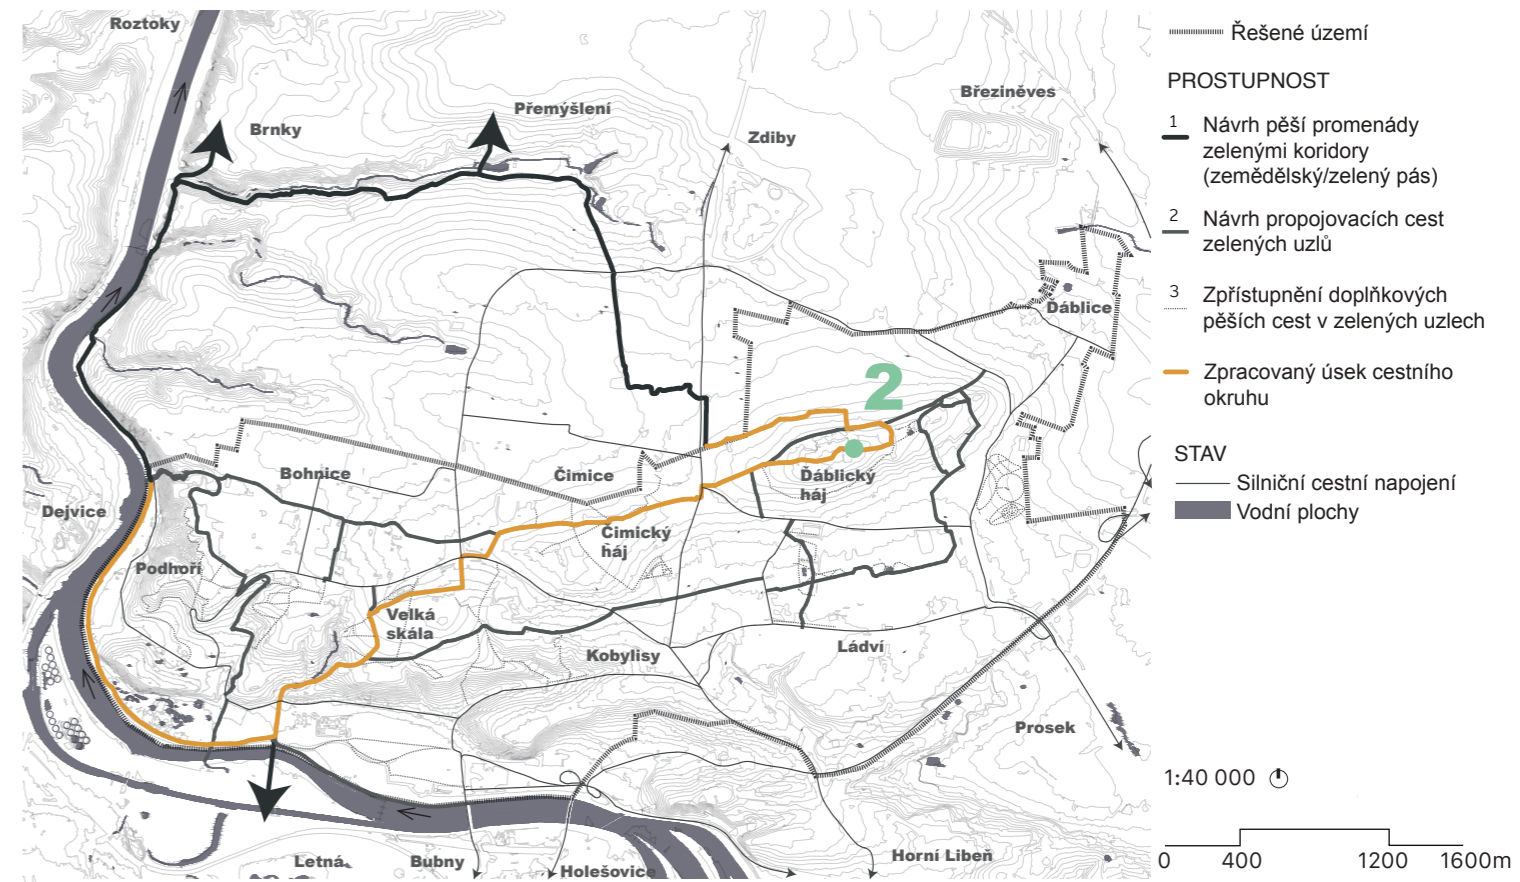 Roztoky
Brnky
Přemýšlení
Zdiby
Březiněves
Ďáblice
2
Bohnice
Čimice
Ďáblický
háj
Dejvice
Čimický
háj
Podhoří
Velká
skála
Kobylisy
Ládví
Prosek
Letná
Bubny
Holešovice
Horní Libeň
Řešené území
PROSTUPNOST
1 Návrh pěší promenády
zelenými koridory
(zemědělský/zelený pás)
2 Návrh propojovacích cest
zelených uzlů
3 Zpřístupnění doplňkových
pěších cest v zelených uzlech
Zpracovaný úsek cestního
okruhu
STAV
Silniční cestní napojení
Vodní plochy
1:40 000
0 400 1200 1600m